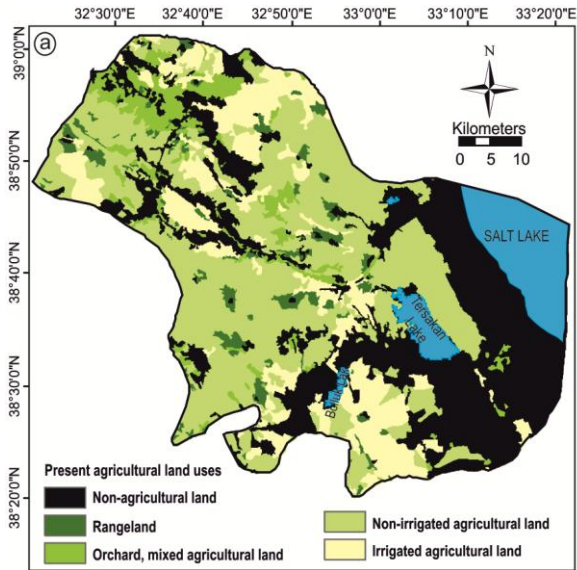 32°30'0"E 32°40'0"E 32°50'0"E 33°00'0"E 33°10'0"E 33°20'0"E
a
39°0'0"N
N
Kilometers
0 5 10
38°50'0"N
SALT LAKE
38°40'0"N
Tersakan
Lake
38°30'0"N
38°20'0"N
Present agricultural land uses
Non-agricultural land
Rangeland
Orchard, mixed agricultural land
Non-irrigated agricultural land
Irrigated agricultural land